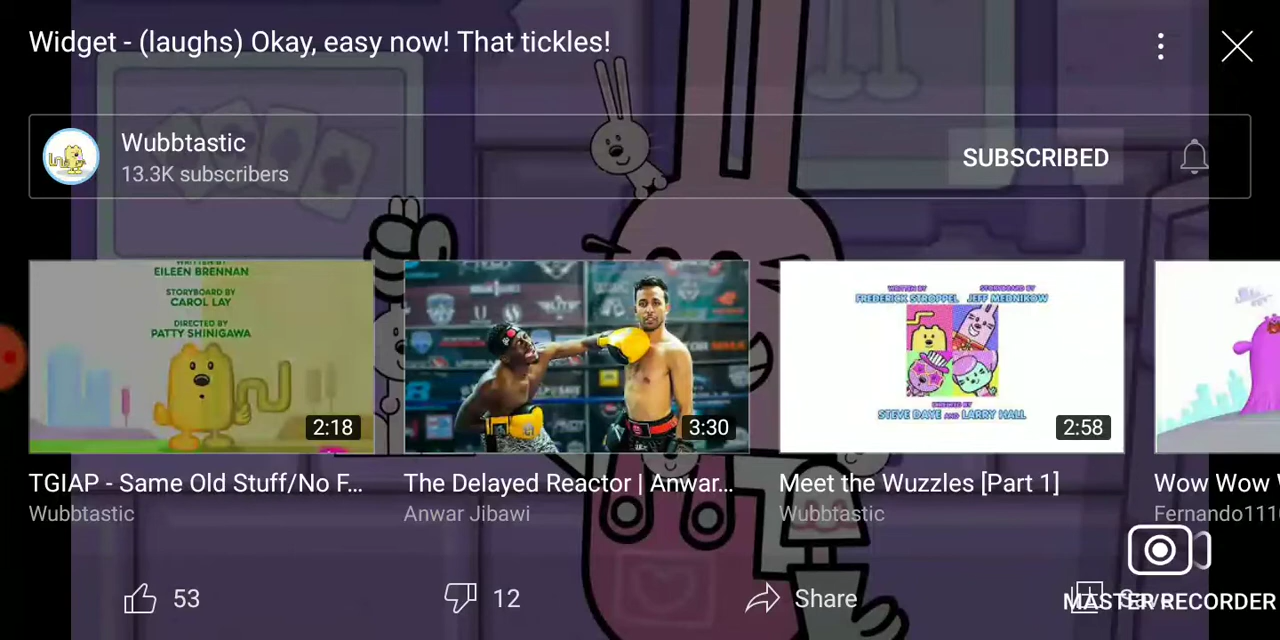 Widget - (laughs) Okay, easy now! That tickles!
Wubbtastic
13.3K subscribers
SUBSCRIBED
WRITTEN BY
EILEEN BRENNAN
STORYBOARD BY
CAROL LAY
DIRECTED BY
PATTY SHINIGAWA
2:18
3:30
WRITTEN BY STORYBOARD BY
FREDERICK STROPPEL JEFF MEDNIKOW
DIRECTED BY
STEVE DAYE AND LARRY HALL
2:58
TGIAP - Same Old Stuff/No F...
Wubbtastic
The Delayed Reactor | Anwar...
Anwar Jibawi
Meet the Wuzzles [Part 1]
Wubbtastic
Wow Wow
Fernando111
53
12
Share
Save
MASTER RECORDER